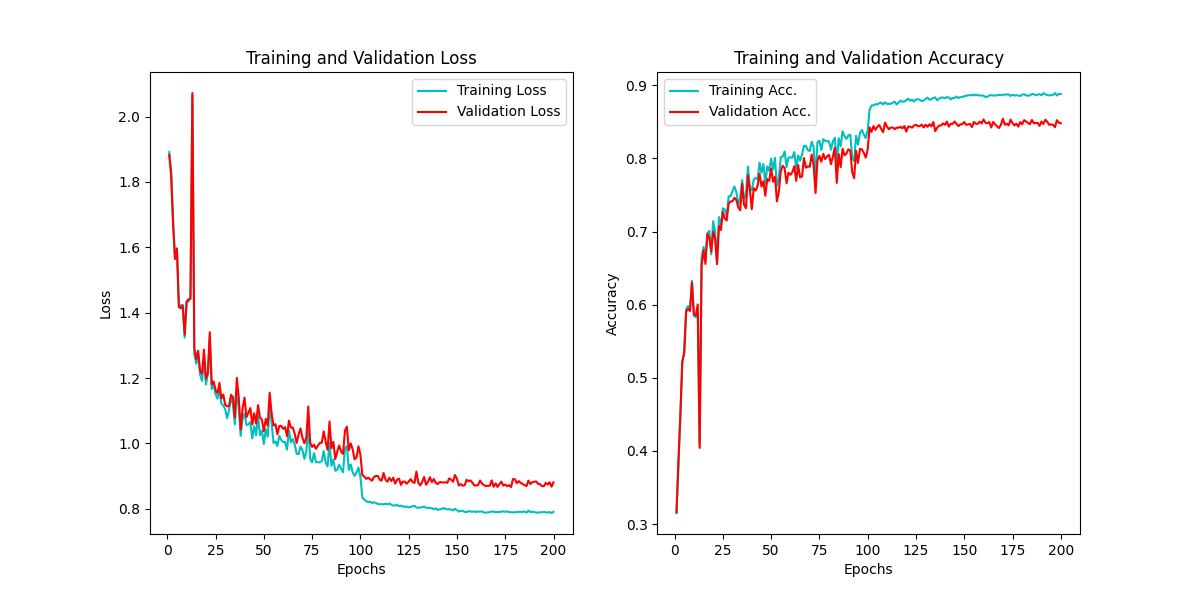 Training and Validation Loss
Training Loss
Validation Loss
2.0
1.8
1.6
1.4
1.2
1.0
0.8
Loss
0 25 50 75 100 125 150 175 200
Epochs
Training and Validation Accuracy
Training Acc.
Validation Acc.
0.9
0.8
0.7
0.6
0.5
0.4
0.3
Accuracy
0 25 50 75 100 125 150 175 200
Epochs